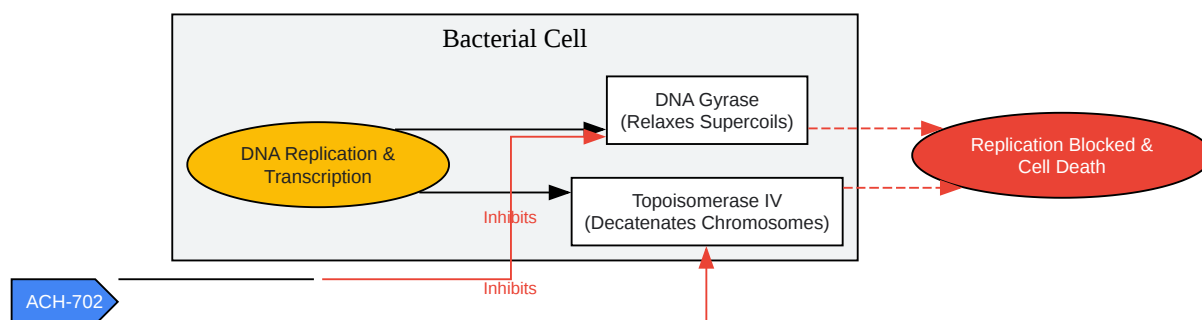 Bacterial Cell
DNA Gyrase
(Relaxes Supercoils)
DNA Replication &
Transcription
Replication Blocked &
Cell Death
Topoisomerase IV
(Decatenates Chromosomes)
Inhibits
Inhibits
ACH-702